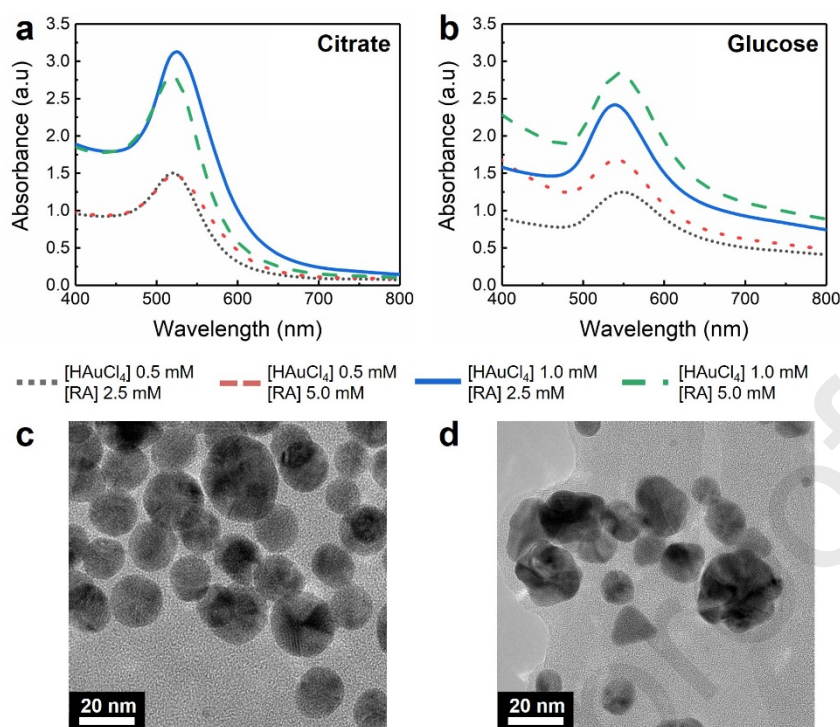 a
Citrate
Absorbance (a.u)
3.5
3.0
2.5
2.0
1.5
1.0
0.5
0.0
400 500 600 700 800
Wavelength (nm)
b
Glucose
Absorbance (a.u)
3.5
3.0
2.5
2.0
1.5
1.0
0.5
0.0
400 500 600 700 800
Wavelength (nm)
[HAuCl₄] 0.5 mM
[RA] 2.5 mM
[HAuCl₄] 0.5 mM
[RA] 5.0 mM
[HAuCl₄] 1.0 mM
[RA] 2.5 mM
[HAuCl₄] 1.0 mM
[RA] 5.0 mM
c
20 nm
d
20 nm